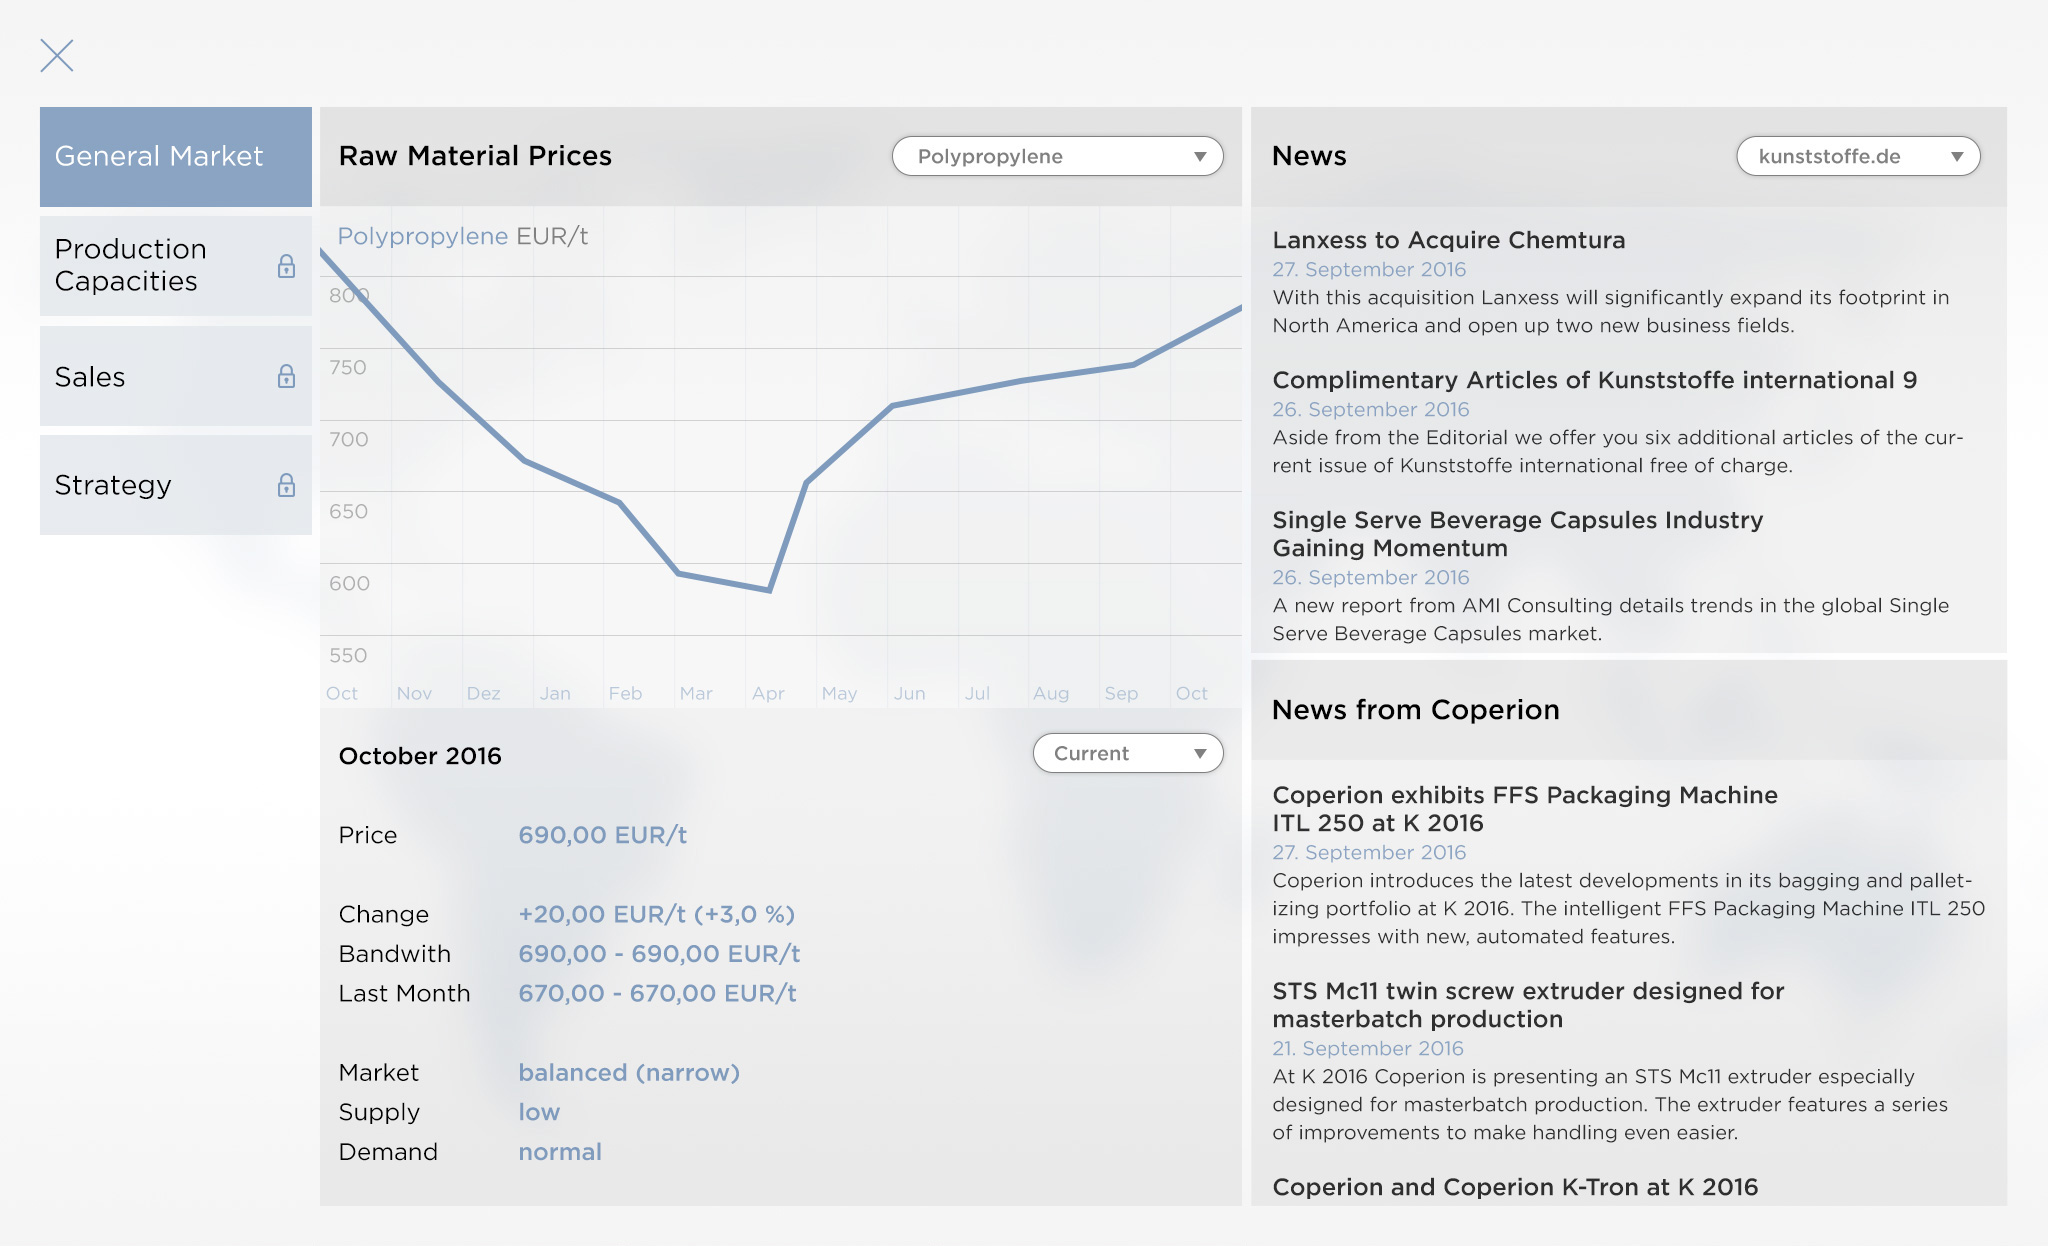 General Market
Production
Capacities
Sales
Strategy
Raw Material Prices
Polypropylene
Polypropylene EUR/t
800
750
700
650
600
550
Oct Nov Dez Jan Feb Mar Apr May Jun Jul Aug Sep Oct
October 2016
Current
Price 690,00 EUR/t
Change +20,00 EUR/t (+3,0 %)
Bandwith 690,00 - 690,00 EUR/t
Last Month 670,00 - 670,00 EUR/t
Market balanced (narrow)
Supply low
Demand normal
News
kunststoffe.de
Lanxess to Acquire Chemtura
27. September 2016
With this acquisition Lanxess will significantly expand its footprint in
North America and open up two new business fields.
Complimentary Articles of Kunststoffe international 9
26. September 2016
Aside from the Editorial we offer you six additional articles of the cur-
rent issue of Kunststoffe international free of charge.
Single Serve Beverage Capsules Industry
Gaining Momentum
26. September 2016
A new report from AMI Consulting details trends in the global Single
Serve Beverage Capsules market.
News from Coperion
Coperion exhibits FFS Packaging Machine
ITL 250 at K 2016
27. September 2016
Coperion introduces the latest developments in its bagging and pallet-
izing portfolio at K 2016. The intelligent FFS Packaging Machine ITL 250
impresses with new, automated features.
STS Mc11 twin screw extruder designed for
masterbatch production
21. September 2016
At K 2016 Coperion is presenting an STS Mc11 extruder especially
designed for masterbatch production. The extruder features a series
of improvements to make handling even easier.
Coperion and Coperion K-Tron at K 2016